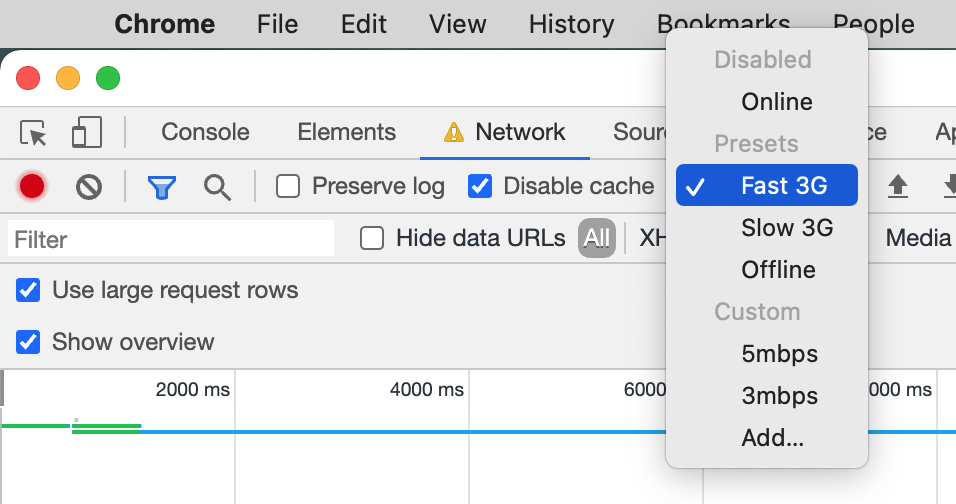 Chrome File Edit View History Bookmarks People
Disabled
Online
Console Elements Network Sour ce Ap
Presets
Preserve log Disable cache Fast 3G
Slow 3G
Filter Hide data URLs All XH Media
Offline
Use large request rows
Custom
Show overview
5mbps
2000 ms 4000 ms 6000 000 ms
3mbps
Add...